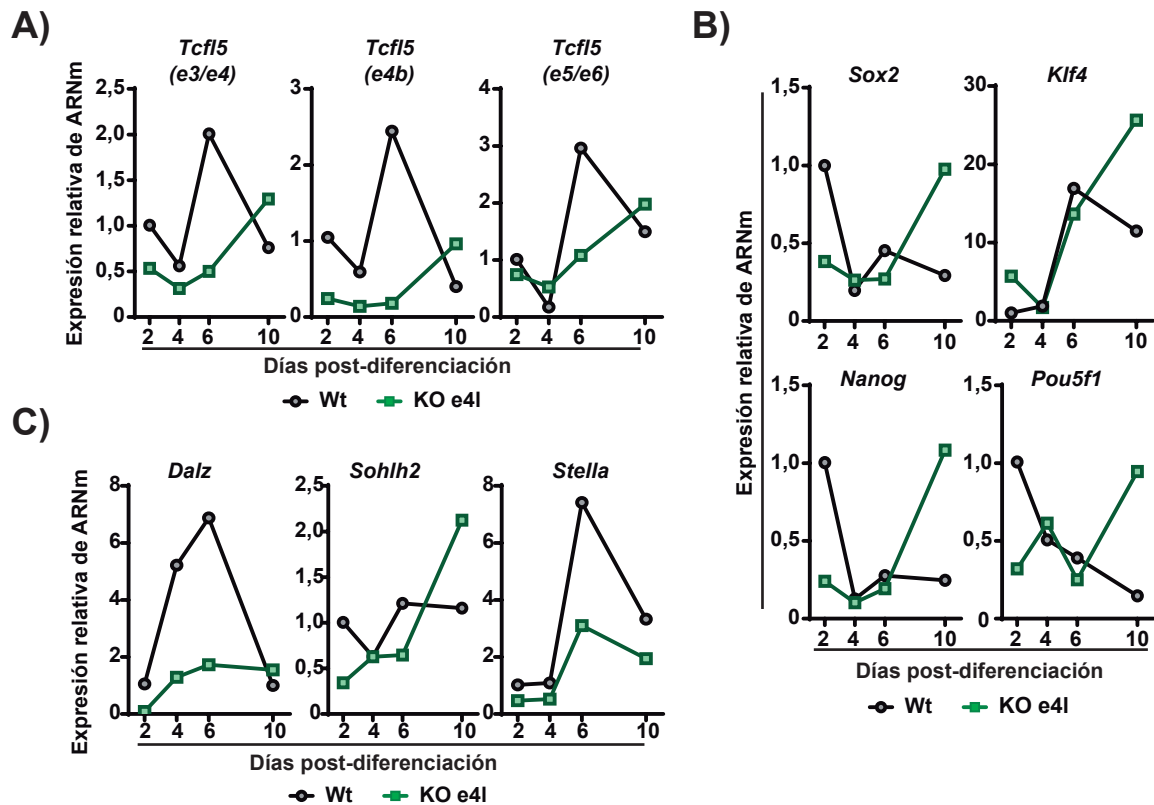 A)
Tcfl5
(e3/e4)
Tcfl5
(e4b)
Tcfl5
(e5/e6)
Expresión relativa de ARNm
2,5
2,0
1,5
1,0
0,5
0
2 4 6 10
3
2
1
0
2 4 6 10
4
3
2
1
0
2 4 6 10
Días post-diferenciación
Wt KO e4l
B)
Sox2
Klf4
Expresión relativa de ARNm
1,5
1,0
0,5
0
2 4 6 10
30
20
10
0
2 4 6 10
Nanog
Pou5f1
1,5
1,0
0,5
0
2 4 6 10
1,5
1,0
0,5
0
2 4 6 10
Días post-diferenciación
Wt KO e4l
C)
Dalz
Sohlh2
Stella
Expresión relativa de ARNm
8
6
4
2
0
2 4 6 10
2,5
2,0
1,5
1,0
0,5
0
2 4 6 10
8
6
4
2
0
2 4 6 10
Días post-diferenciación
Wt KO e4l